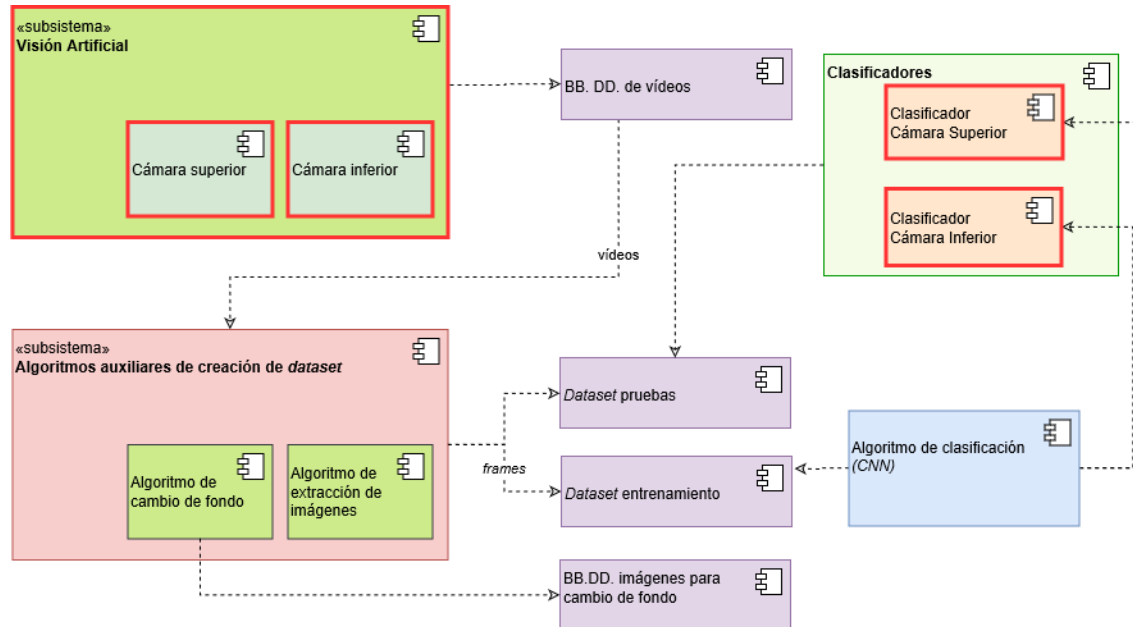 «subsistema»
Visión Artificial
Cámara superior
Cámara inferior
BB. DD. de vídeos
Clasificadores
Clasificador
Cámara Superior
Clasificador
Cámara Inferior
vídeos
«subsistema»
Algoritmos auxiliares de creación de dataset
Algoritmo de
cambio de fondo
Algoritmo de
extracción de
imágenes
frames
Dataset pruebas
Dataset entrenamiento
Algoritmo de clasificación
(CNN)
BB.DD. imágenes para
cambio de fondo